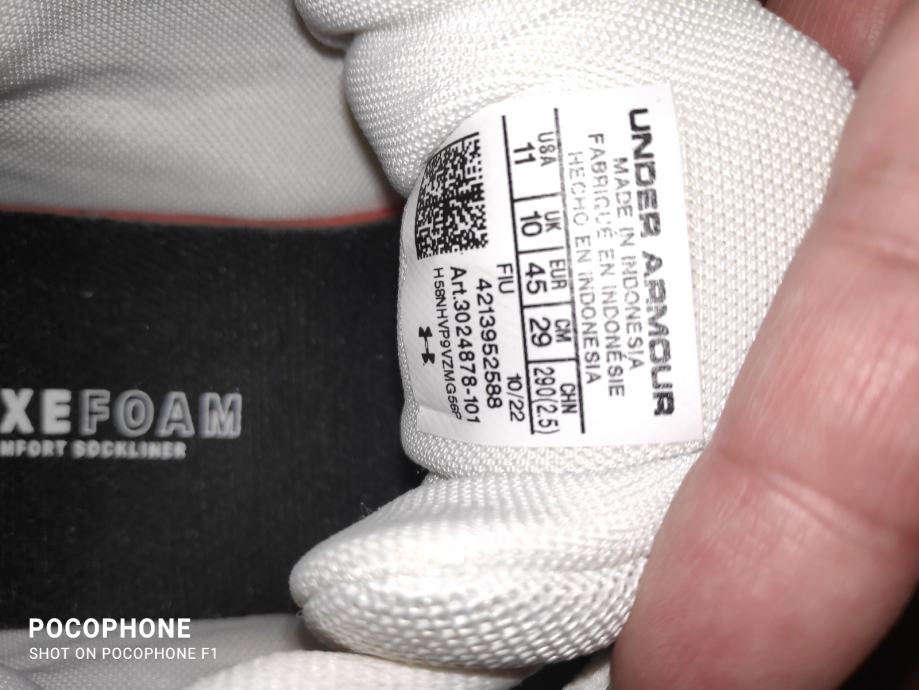 UNDER ARMOUR
MADE IN INDONESIA
FABRIQUÉ EN INDONÉSIE
HECHO EN INDONESIA
USA UK EUR CM CHN
11 10 45 29 290(2.5)
FIU 10/22
4213952588
Art.3024878-101
H58NHVP9VZMG56P
XEFOAM
MFORT SOCKLINER
POCOPHONE
SHOT ON POCOPHONE F1